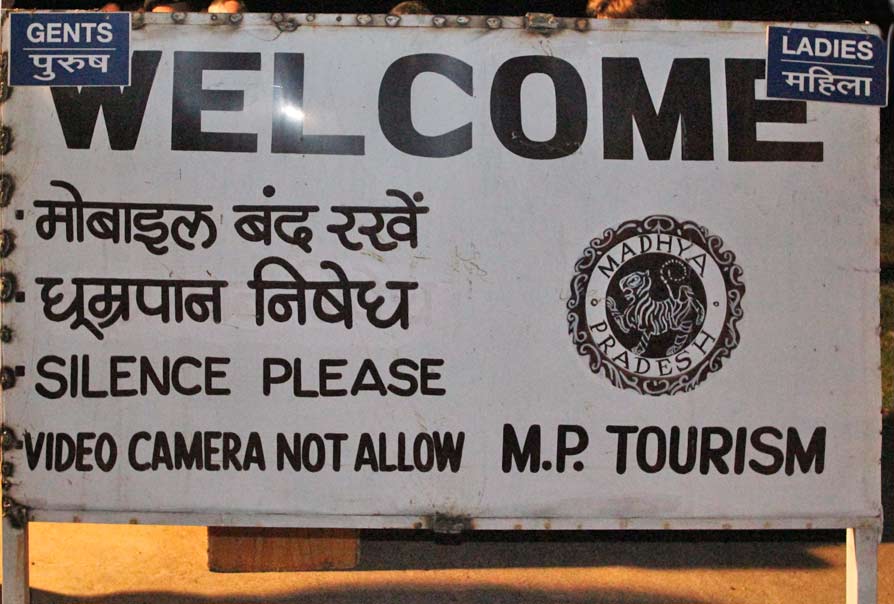 GENTS
पुरुष
LADIES
महिला
WELCOME
मोबाइल बंद रखें
ध्रूम्रपान निषेध
SILENCE PLEASE
VIDEO CAMERA NOT ALLOW
MADHYA
PRADESH
M.P. TOURISM